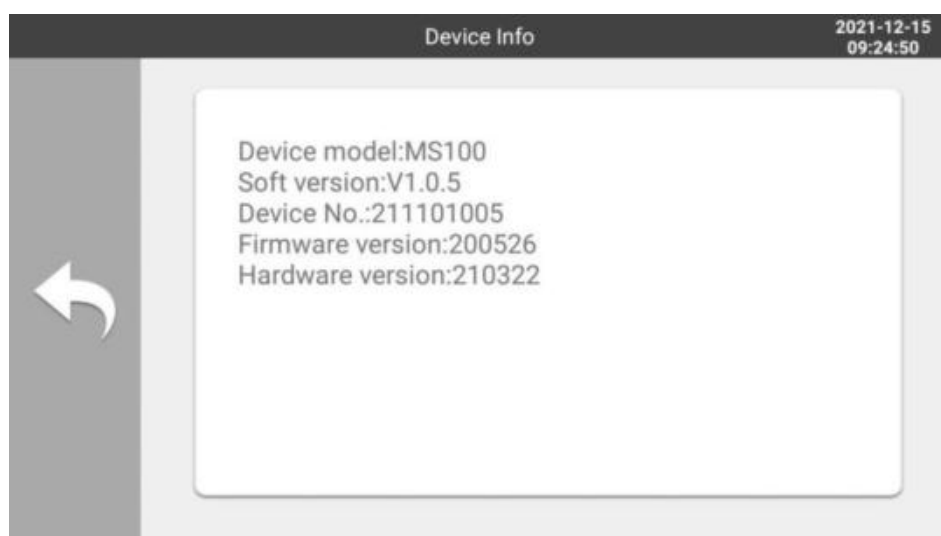 Device Info
2021-12-15
09:24:50
Device model:MS100
Soft version:V1.0.5
Device No.:211101005
Firmware version:200526
Hardware version:210322